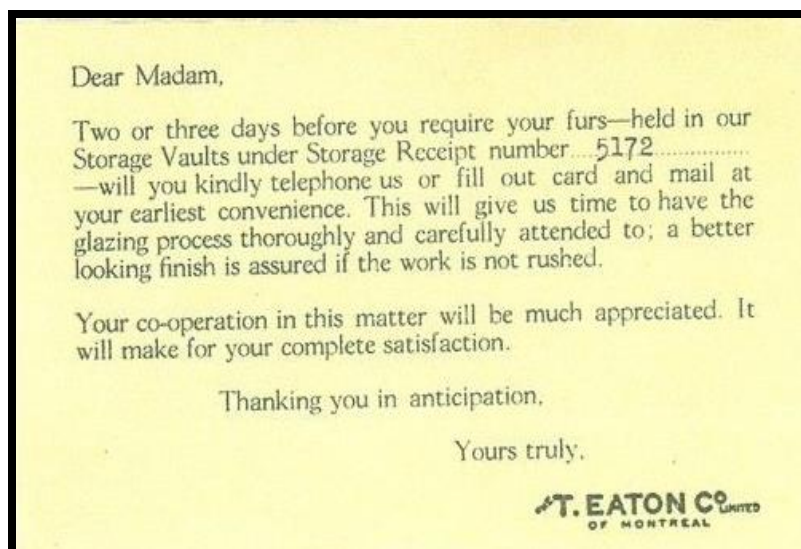 Dear Madam,
Two or three days before you require your furs—held in our
Storage Vaults under Storage Receipt number....5172...............
—will you kindly telephone us or fill out card and mail at
your earliest convenience. This will give us time to have the
glazing process thoroughly and carefully attended to; a better
looking finish is assured if the work is not rushed.
Your co-operation in this matter will be much appreciated. It
will make for your complete satisfaction.
Thanking you in anticipation,
Yours truly,
THE T. EATON CO LIMITED
OF MONTREAL